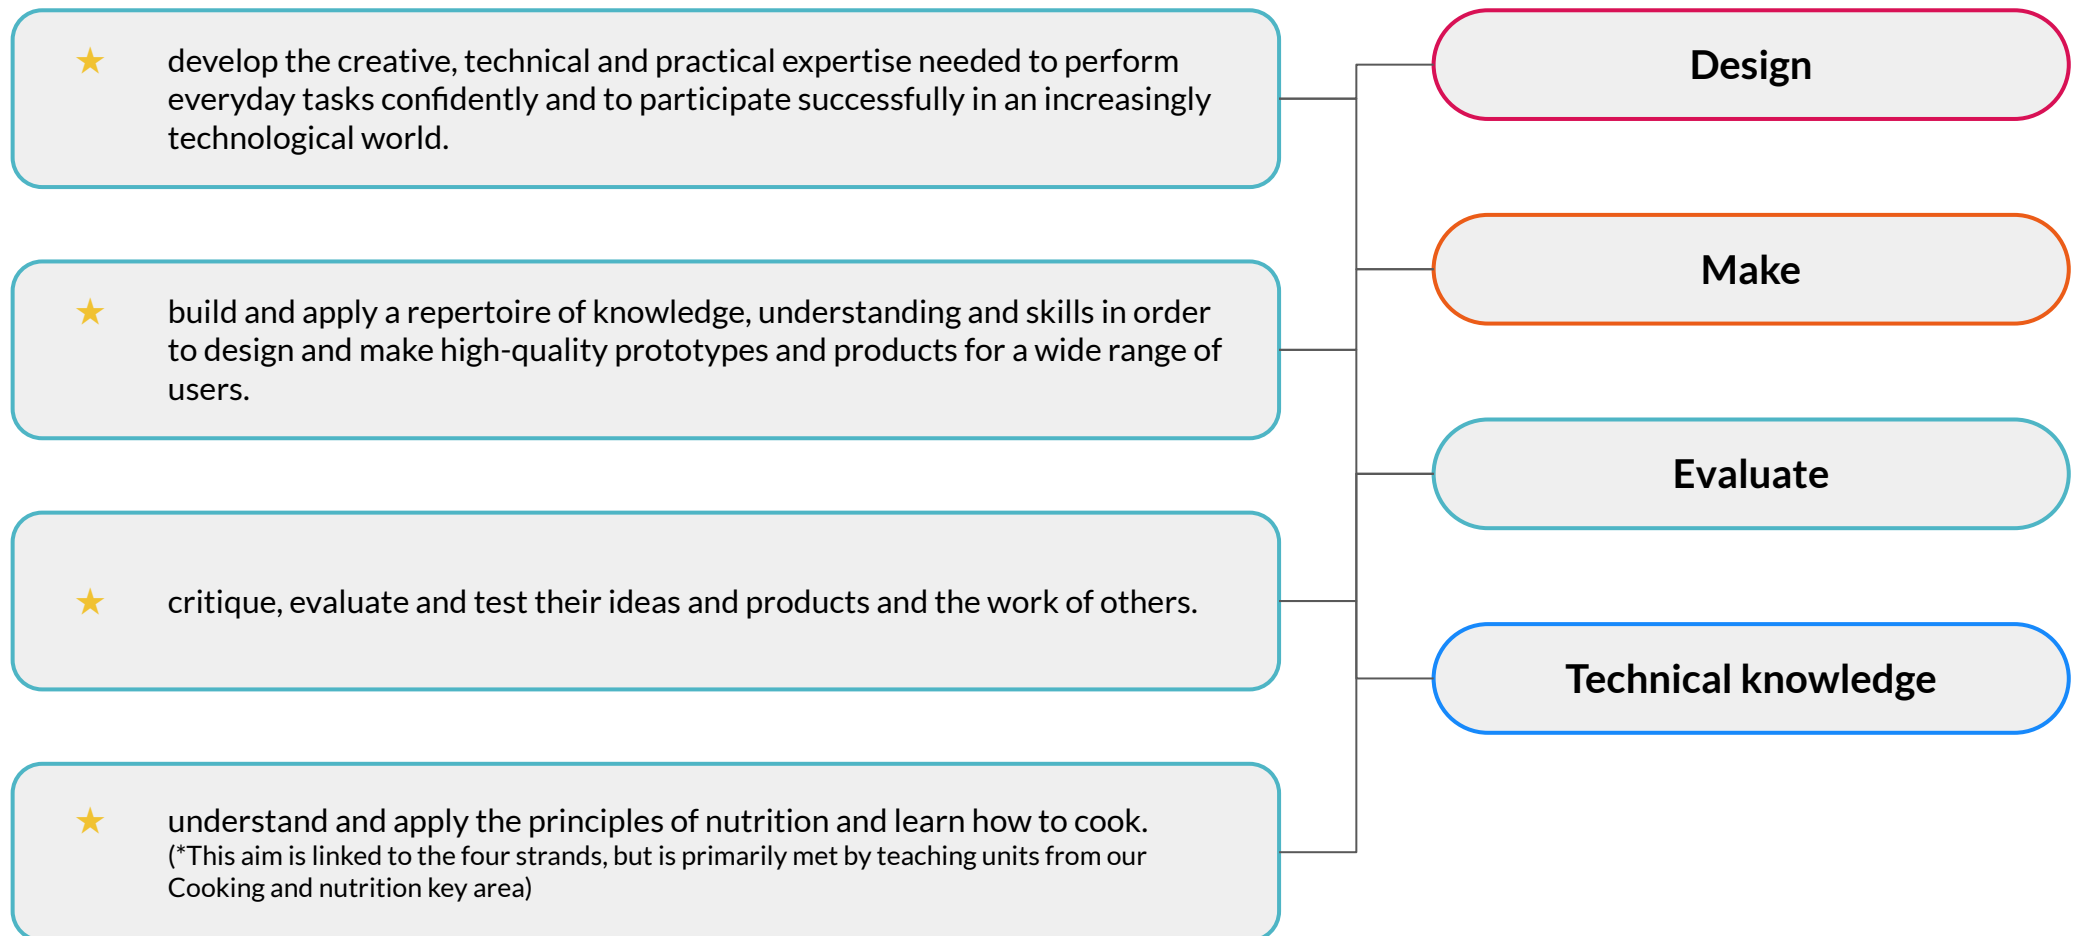 develop the creative, technical and practical expertise needed to perform
everyday tasks confidently and to participate successfully in an increasingly
technological world.
build and apply a repertoire of knowledge, understanding and skills in order
to design and make high-quality prototypes and products for a wide range of
users.
critique, evaluate and test their ideas and products and the work of others.
understand and apply the principles of nutrition and learn how to cook.
(*This aim is linked to the four strands, but is primarily met by teaching units from our
Cooking and nutrition key area)
Design
Make
Evaluate
Technical knowledge